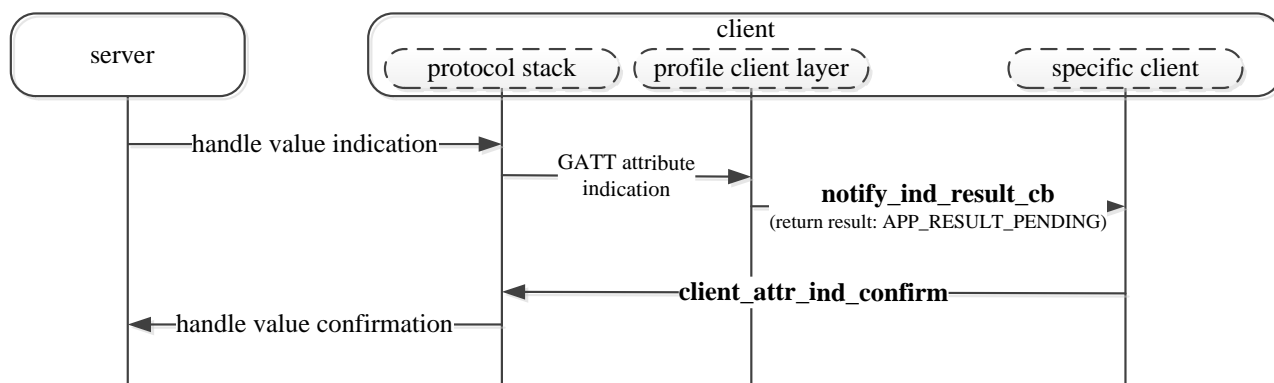 client
server
protocol stack
profile client layer
specific client
handle value indication
GATT attribute
indication
notify_ind_result_cb
(return result: APP_RESULT_PENDING)
client_attr_ind_confirm
handle value confirmation